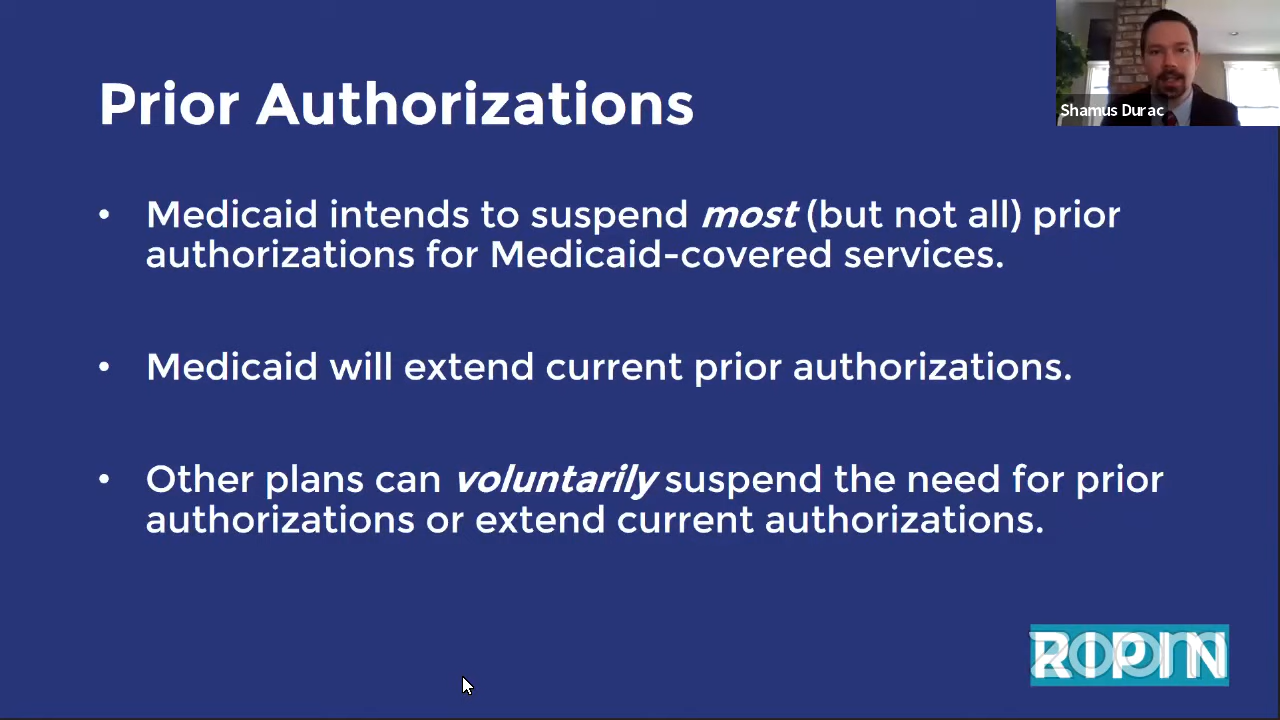 Prior Authorizations
Shamus Durac
• Medicaid intends to suspend most (but not all) prior
authorizations for Medicaid-covered services.
• Medicaid will extend current prior authorizations.
• Other plans can voluntarily suspend the need for prior
authorizations or extend current authorizations.
RIPIN
zoom